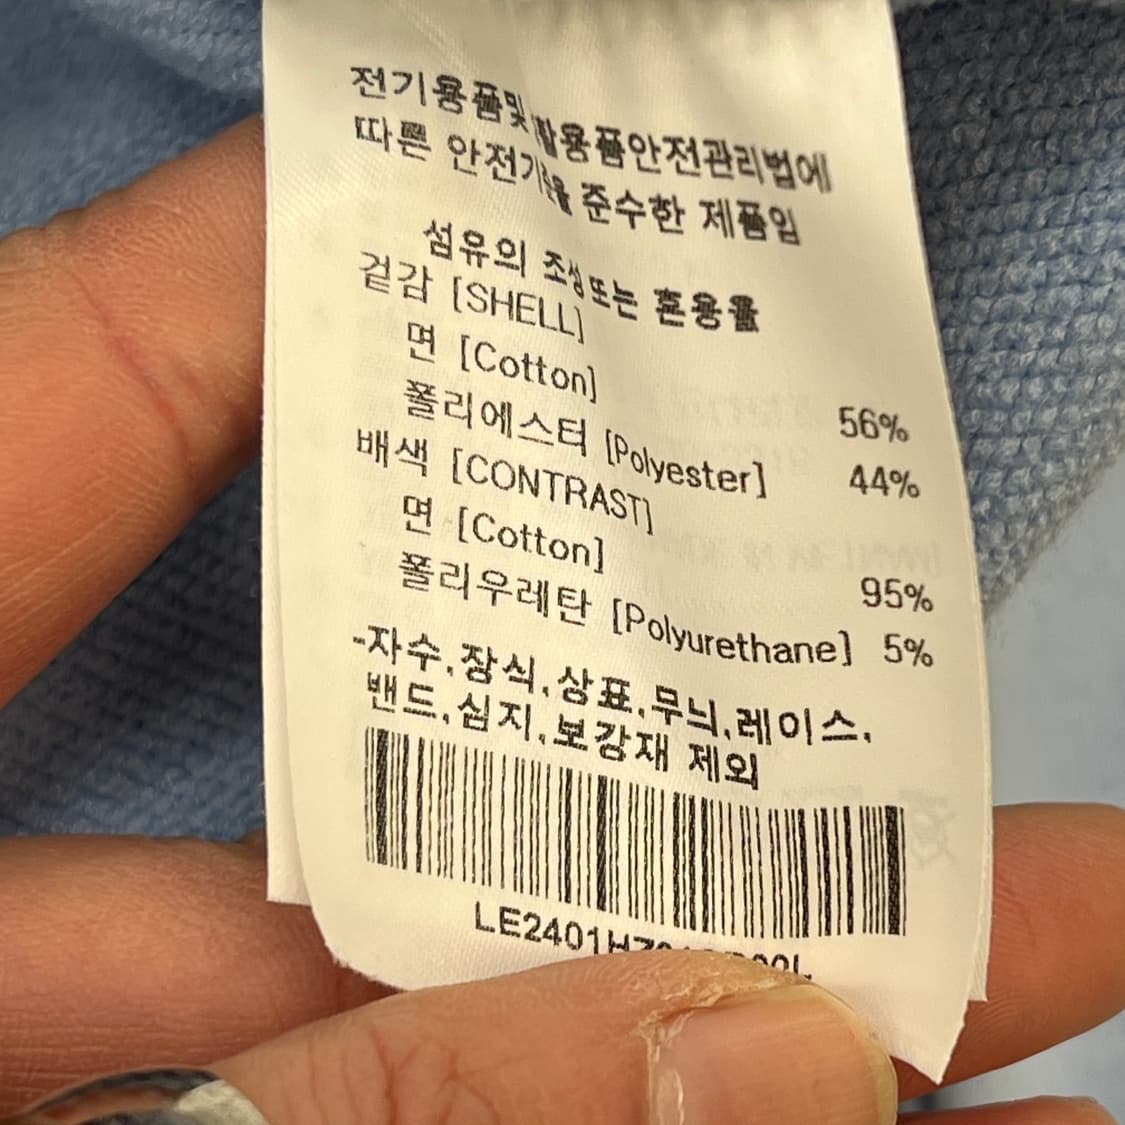 전기용품및 활용품안전관리법에
따른 안전기준을 준수한 제품임
섬유의 조성또는 혼용율
겉감 [SHELL]
면 [Cotton] 56%
폴리에스터 [Polyester] 44%
배색 [CONTRAST]
면 [Cotton] 95%
폴리우레탄 [Polyurethane] 5%
-자수,장식,상표,무늬,레이스,
밴드,심지,보강재 제외